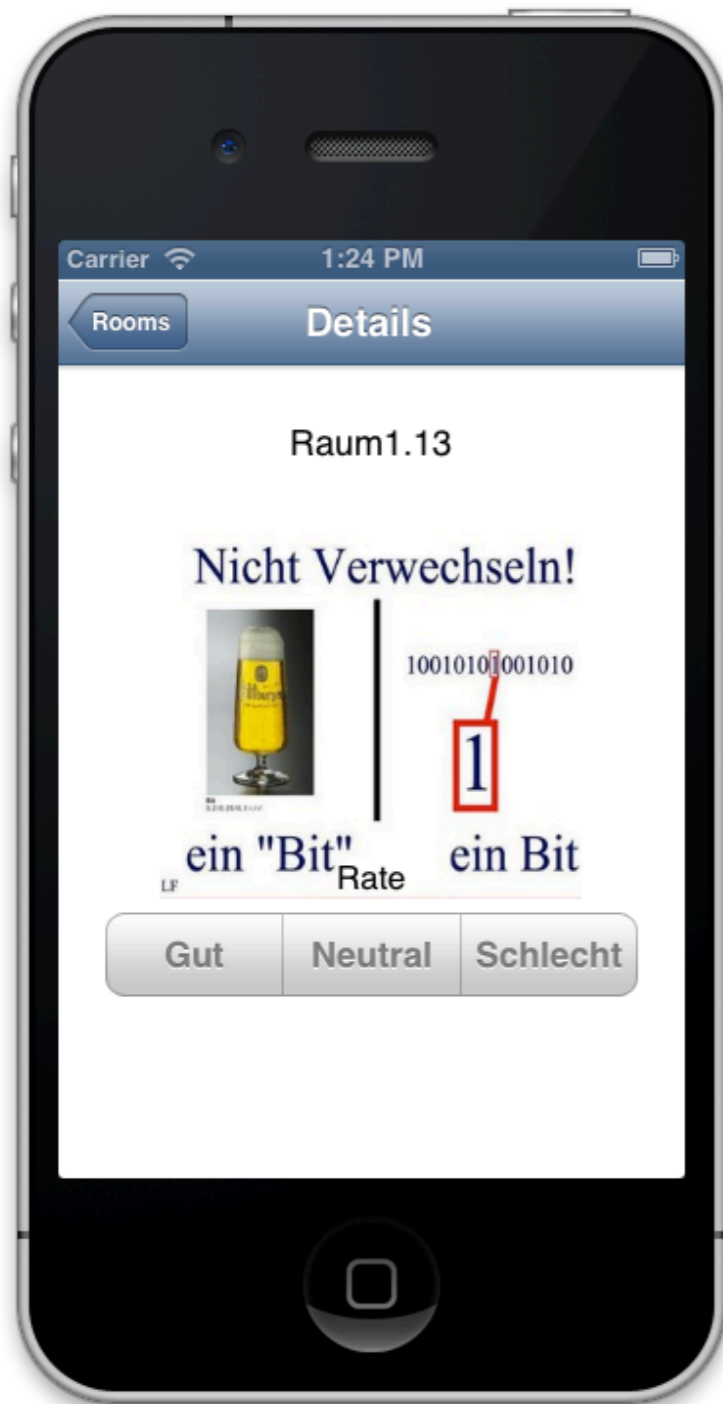 Carrier 1:24 PM
Rooms Details
Raum1.13
Nicht Verwechseln!
10010101001010
1
ein "Bit" ein Bit
LF
Rate
Gut Neutral Schlecht